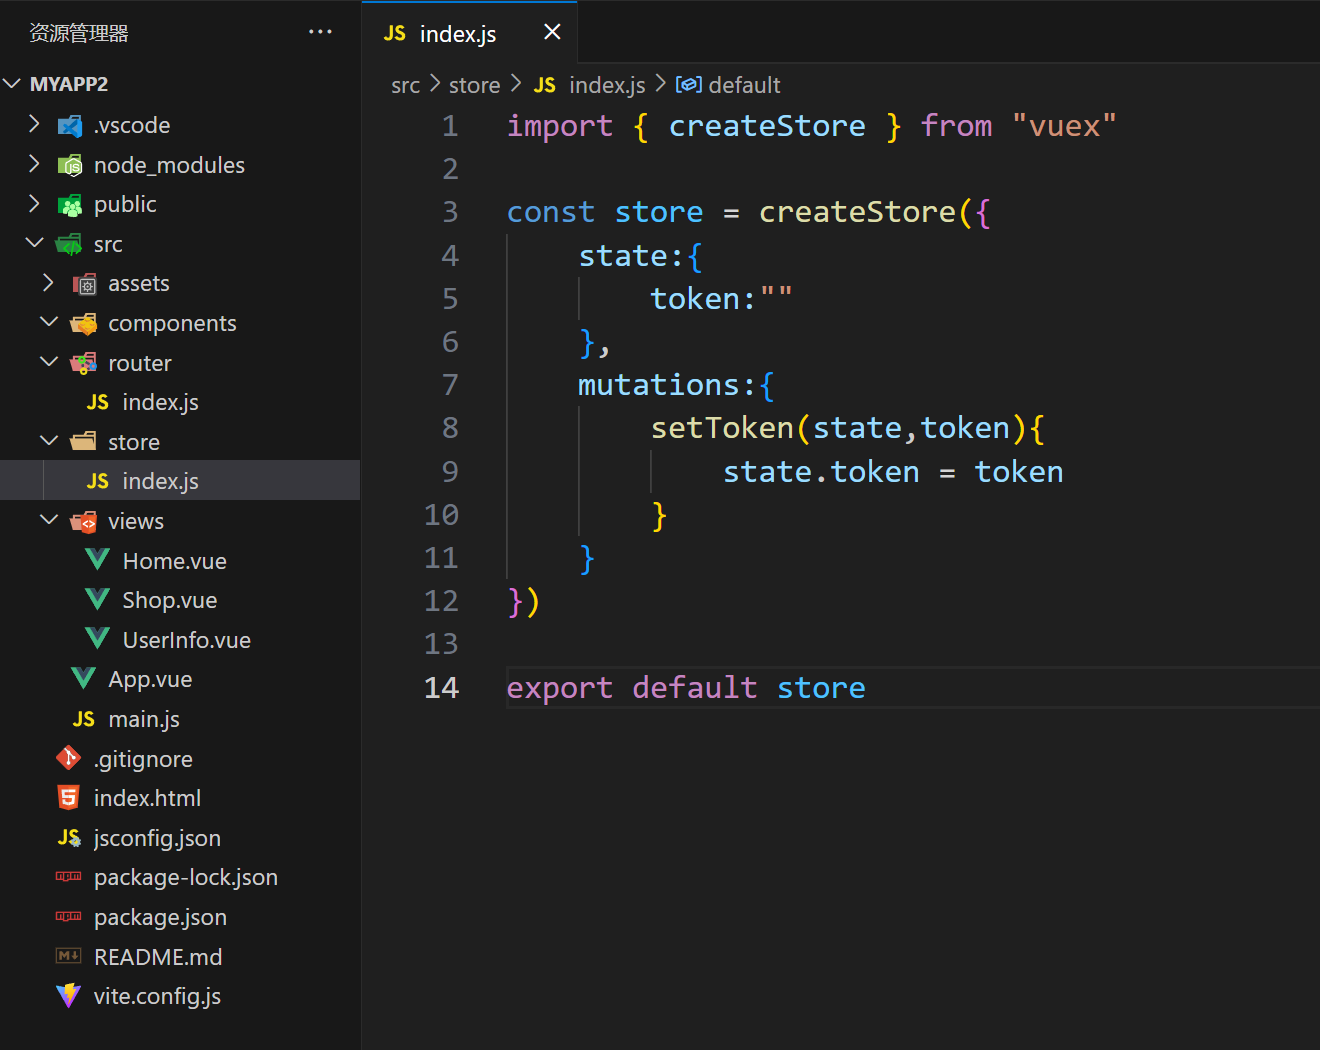 资源管理器 ···
MYAPP2
.vscode
node_modules
public
src
assets
components
router
index.js
store
index.js
views
Home.vue
Shop.vue
UserInfo.vue
App.vue
main.js
.gitignore
index.html
jsconfig.json
package-lock.json
package.json
README.md
vite.config.js
JS index.js ×
src > store > JS index.js > default
1 import { createStore } from "vuex"
2
3 const store = createStore({
4     state:{
5         token:""
6     },
7     mutations:{
8         setToken(state,token){
9             state.token = token
10         }
11     }
12 })
13
14 export default store